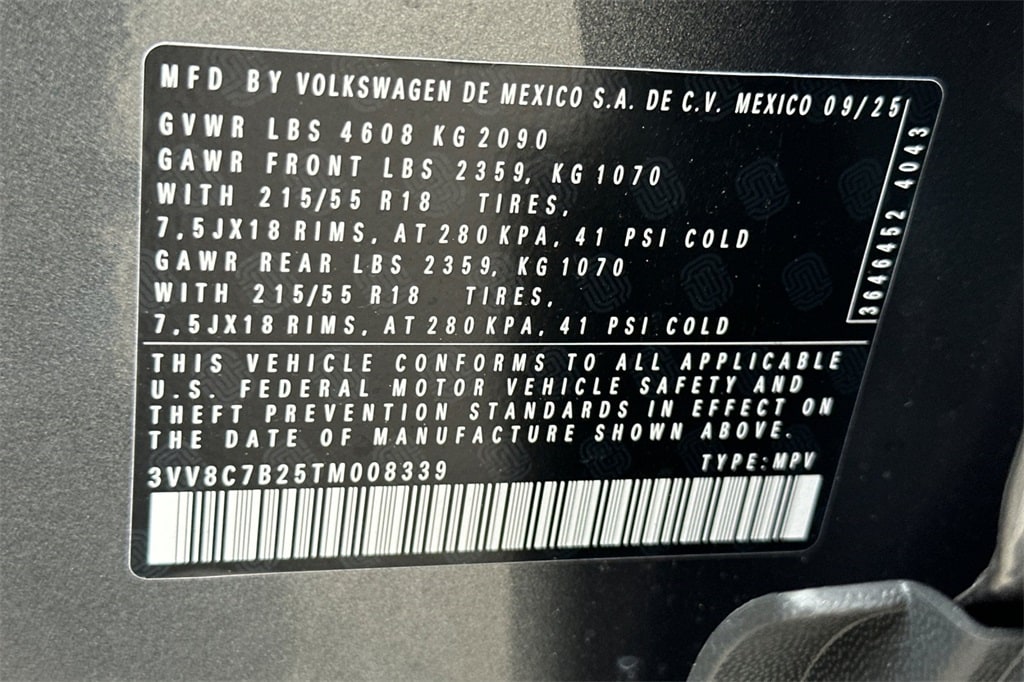 MFD BY VOLKSWAGEN DE MEXICO S.A. DE C.V. MEXICO 09/25
GVWR LBS 4608 KG 2090
GAWR FRONT LBS 2359, KG 1070
WITH 215/55 R18 TIRES,
7,5JX18 RIMS, AT 280 KPA, 41 PSI COLD
GAWR REAR LBS 2359, KG 1070
WITH 215/55 R18 TIRES,
7,5JX18 RIMS, AT 280 KPA, 41 PSI COLD
3646452 4043
THIS VEHICLE CONFORMS TO ALL APPLICABLE
U.S. FEDERAL MOTOR VEHICLE SAFETY AND
THEFT PREVENTION STANDARDS IN EFFECT ON
THE DATE OF MANUFACTURE SHOWN ABOVE.
3VV8C7B25TM008339 TYPE: MPV